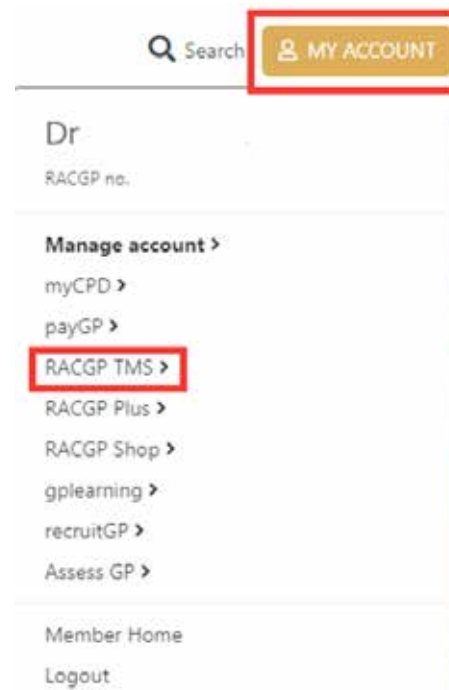 Search
MY ACCOUNT
Dr
RACGP no.
Manage account >
myCPD >
payGP >
RACGP TMS >
RACGP Plus >
RACGP Shop >
gplearning >
recruitGP >
Assess GP >
Member Home
Logout